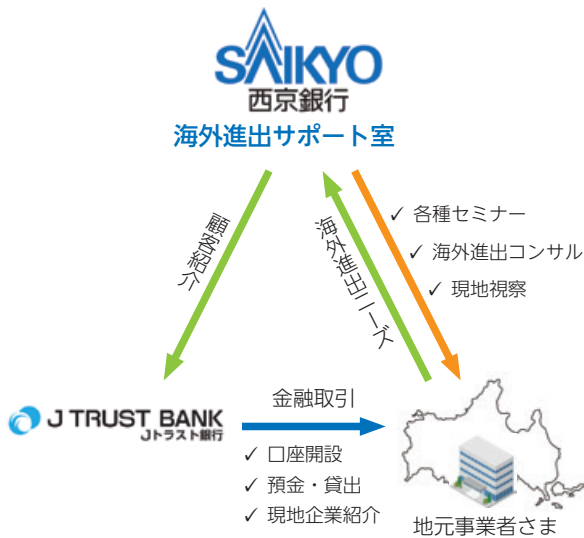 SAIKYO
西京銀行
海外進出サポート室
顧客紹介
海外進出ニーズ
✓ 各種セミナー
✓ 海外進出コンサル
✓ 現地視察
J TRUST BANK
Jトラスト銀行
金融取引
✓ 口座開設
✓ 預金・貸出
✓ 現地企業紹介
地元事業者さま